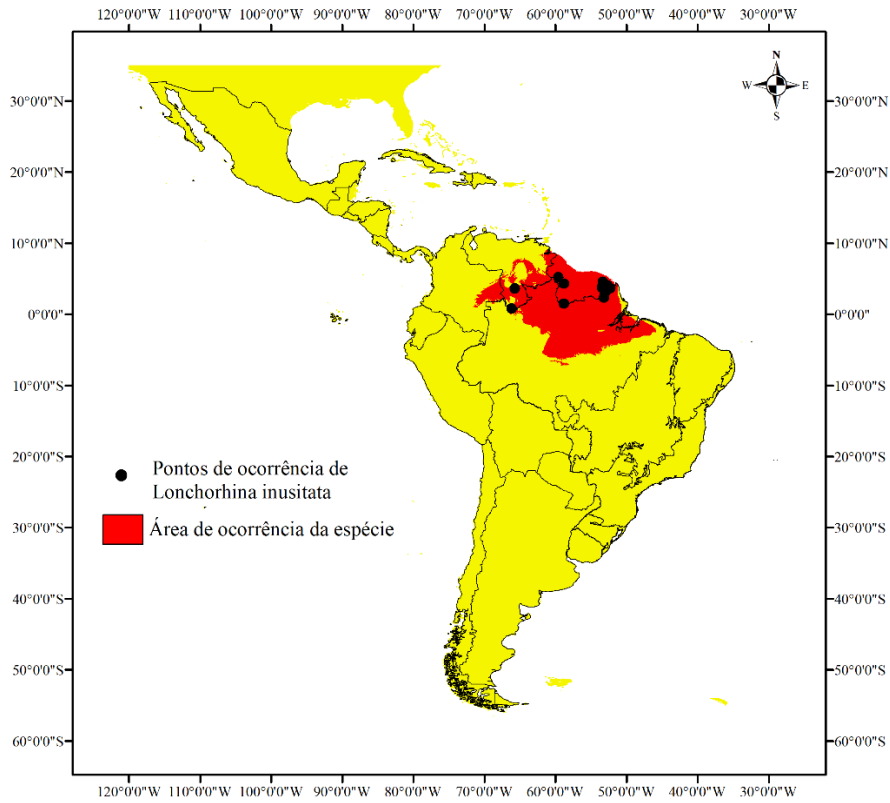 120°0'0"W 110°0'0"W 100°0'0"W 90°0'0"W 80°0'0"W 70°0'0"W 60°0'0"W 50°0'0"W 40°0'0"W 30°0'0"W
N
W E
S
30°0'0"N 30°0'0"N
20°0'0"N 20°0'0"N
10°0'0"N 10°0'0"N
0°0'0" 0°0'0"
10°0'0"S 10°0'0"S
20°0'0"S 20°0'0"S
Pontos de ocorrência de
Lonchorhina inusitata
Área de ocorrência da espécie
30°0'0"S 30°0'0"S
40°0'0"S 40°0'0"S
50°0'0"S 50°0'0"S
60°0'0"S 60°0'0"S
120°0'0"W 110°0'0"W 100°0'0"W 90°0'0"W 80°0'0"W 70°0'0"W 60°0'0"W 50°0'0"W 40°0'0"W 30°0'0"W